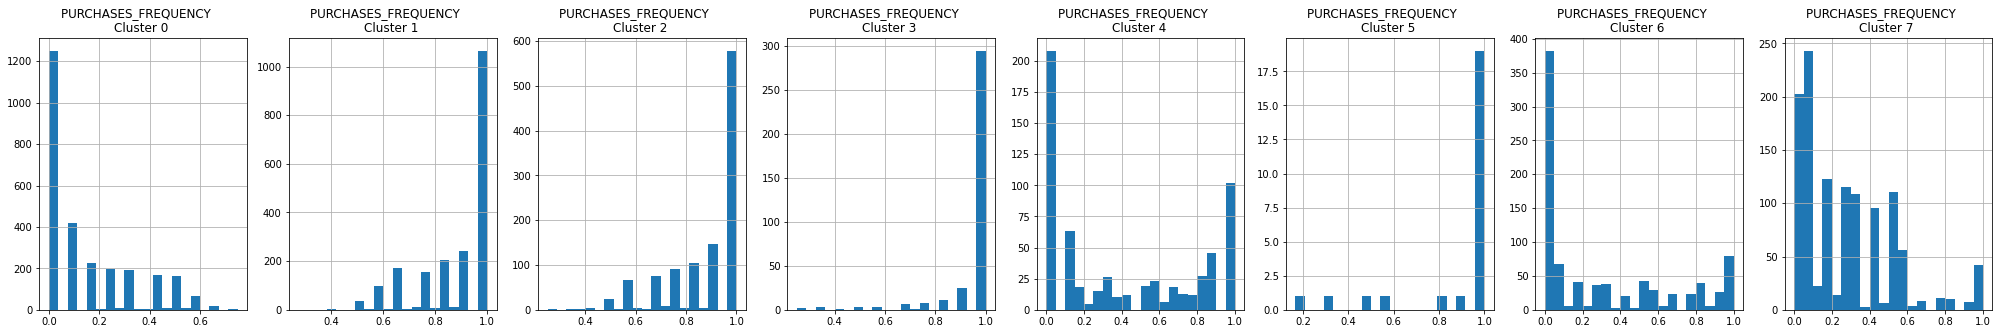 PURCHASES_FREQUENCY
Cluster 0
1200
1000
800
600
400
200
0
0.0 0.2 0.4 0.6
PURCHASES_FREQUENCY
Cluster 1
1000
800
600
400
200
0
0.4 0.6 0.8 1.0
PURCHASES_FREQUENCY
Cluster 2
600
500
400
300
200
100
0
0.4 0.6 0.8 1.0
PURCHASES_FREQUENCY
Cluster 3
300
250
200
150
100
50
0
0.4 0.6 0.8 1.0
PURCHASES_FREQUENCY
Cluster 4
200
175
150
125
100
75
50
25
0
0.0 0.2 0.4 0.6 0.8 1.0
PURCHASES_FREQUENCY
Cluster 5
17.5
15.0
12.5
10.0
7.5
5.0
2.5
0.0
0.2 0.4 0.6 0.8 1.0
PURCHASES_FREQUENCY
Cluster 6
400
350
300
250
200
150
100
50
0
0.0 0.2 0.4 0.6 0.8 1.0
PURCHASES_FREQUENCY
Cluster 7
250
200
150
100
50
0
0.0 0.2 0.4 0.6 0.8 1.0